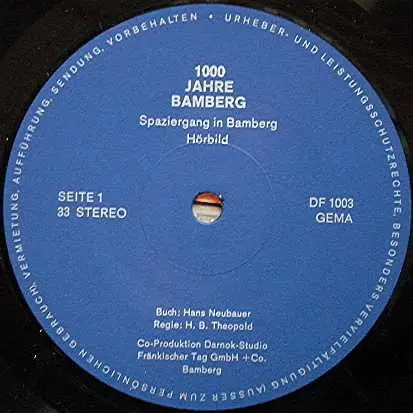 URHEBER- UND LEISTUNGSSCHUTZRECHTE, BESONDERS VERVIELFÄLTIGUNG (AUSSER ZUM PERSÖNLICHEN GEBRAUCH), VERMIETUNG, AUFFÜHRUNG, SENDUNG, VORBEHALTEN •
1000
JAHRE
BAMBERG
Spaziergang in Bamberg
Hörbild
SEITE 1
33 STEREO
DF 1003
GEMA
Buch: Hans Neubauer
Regie: H. B. Theopold
Co-Produktion Darnok-Studio
Fränkischer Tag GmbH + Co.
Bamberg